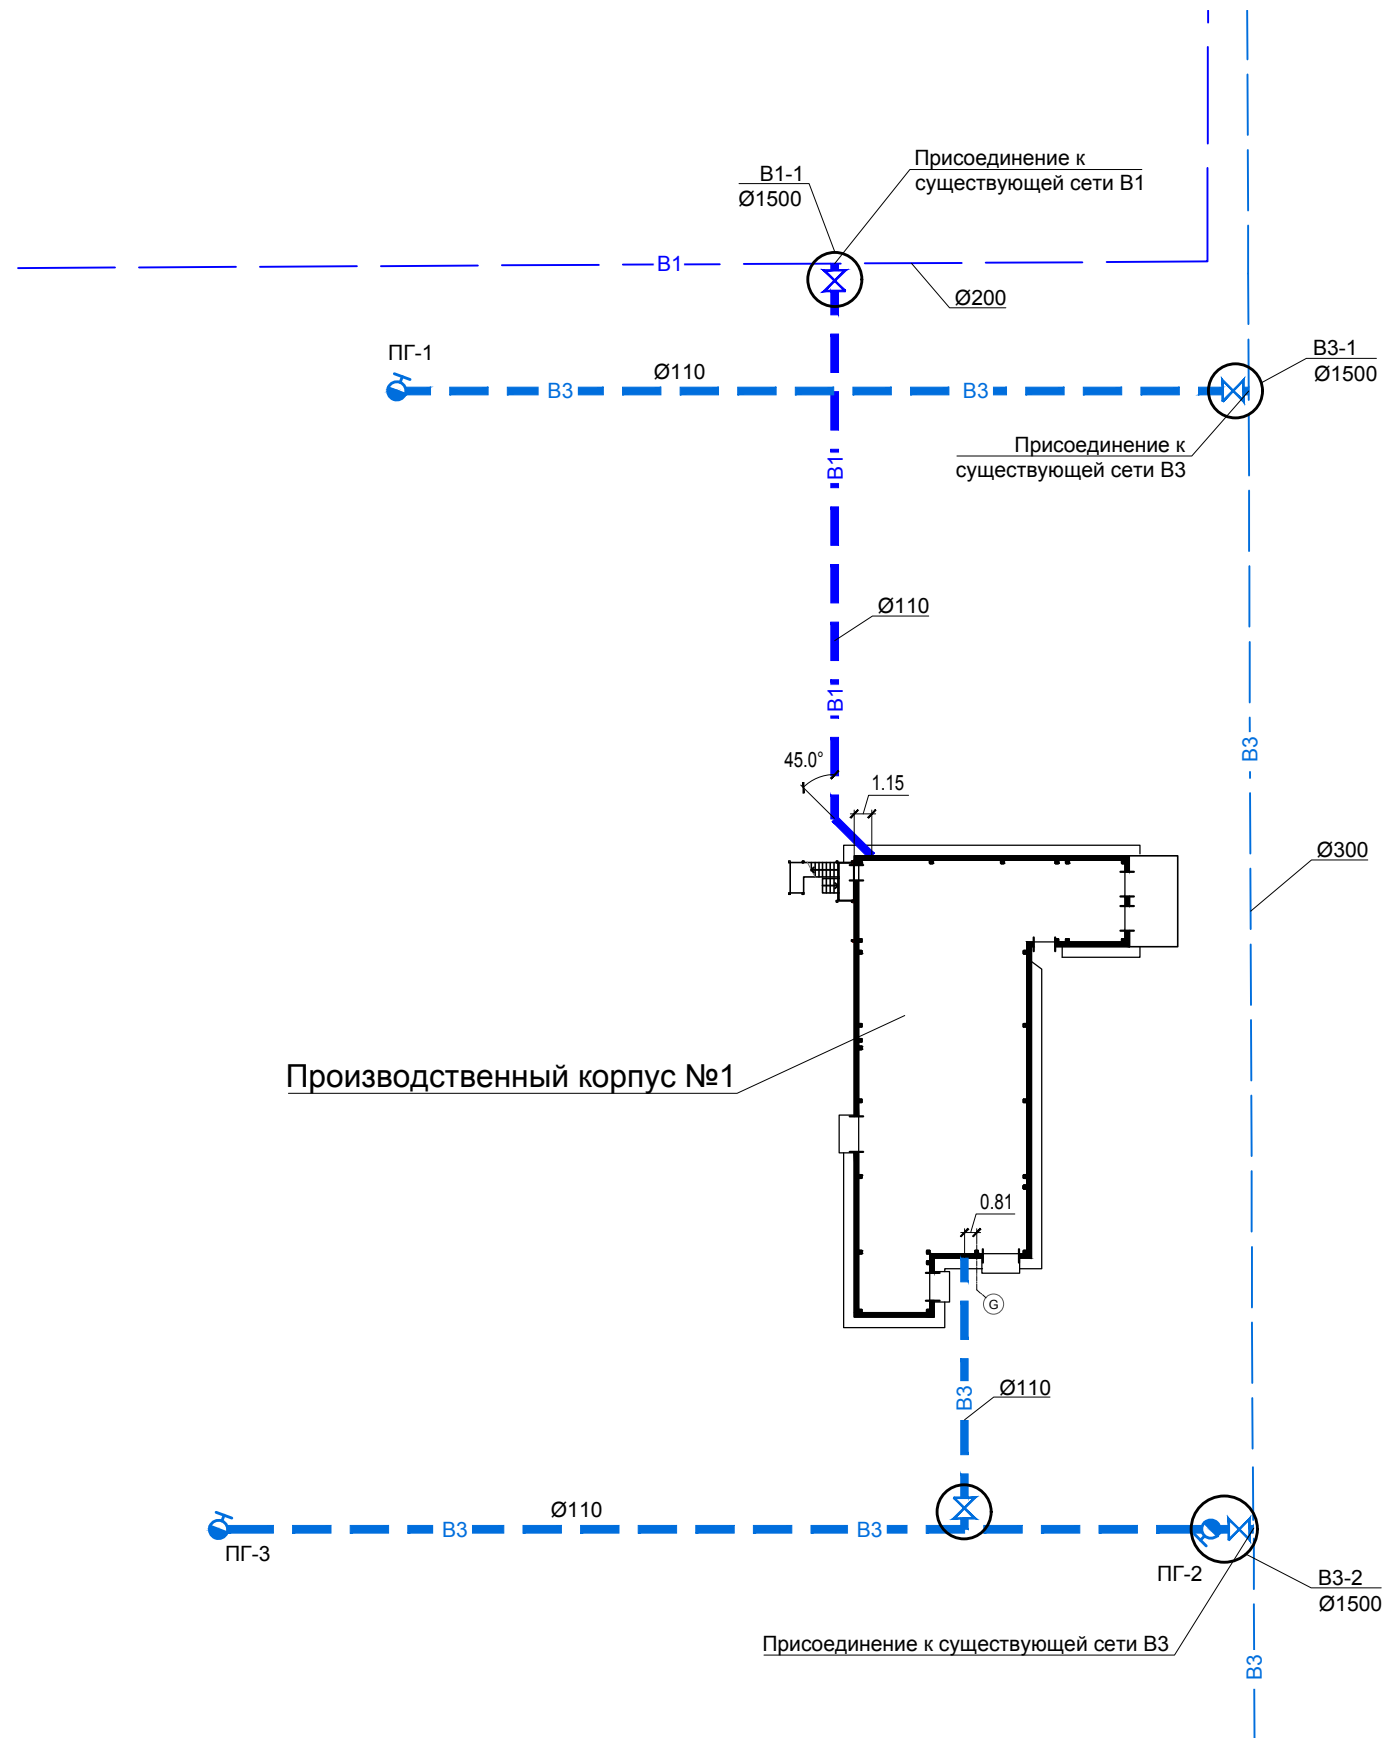 Присоединение к
существующей сети В1
В1-1
Ø1500
В1
Ø200
ПГ-1
Ø110
В3
В3
В3-1
Ø1500
Присоединение к
существующей сети В3
В1
Ø110
В1
В3
45.0°
1.15
Ø300
Производственный корпус №1
0.81
G
Ø110
В3
Ø110
В3
В3
ПГ-3
ПГ-2
В3-2
Ø1500
Присоединение к существующей сети В3
В3